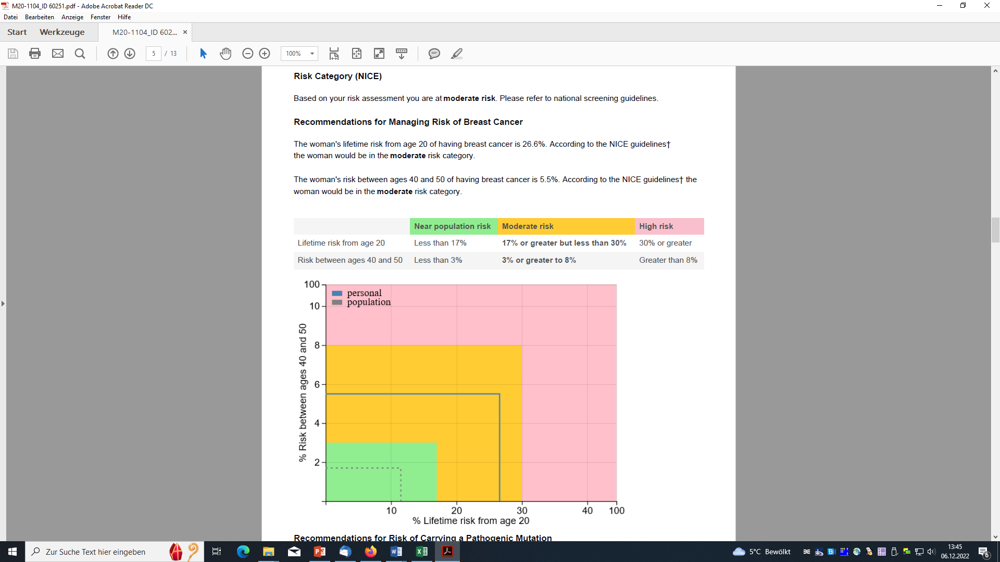 M20-1104_ID 60251.pdf - Adobe Acrobat Reader DC
Datei Bearbeiten Anzeige Fenster Hilfe
Start Werkzeuge M20-1104_ID 602... ×
5 / 13 100%
Risk Category (NICE)
Based on your risk assessment you are at moderate risk. Please refer to national screening guidelines.
Recommendations for Managing Risk of Breast Cancer
The woman's lifetime risk from age 20 of having breast cancer is 26.6%. According to the NICE guidelines†
the woman would be in the moderate risk category.
The woman's risk between ages 40 and 50 of having breast cancer is 5.5%. According to the NICE guidelines† the
woman would be in the moderate risk category.
Near population risk Moderate risk High risk
Lifetime risk from age 20 Less than 17% 17% or greater but less than 30% 30% or greater
Risk between ages 40 and 50 Less than 3% 3% or greater to 8% Greater than 8%
100
personal
10
population
% Risk between ages 40 and 50
8
6
4
2
10 20 30 40 100
% Lifetime risk from age 20
Recommendations for Risk of Carrying a Pathogenic Mutation
Zur Suche Text hier eingeben
5°C Bewölkt
13:45
06.12.2022
6